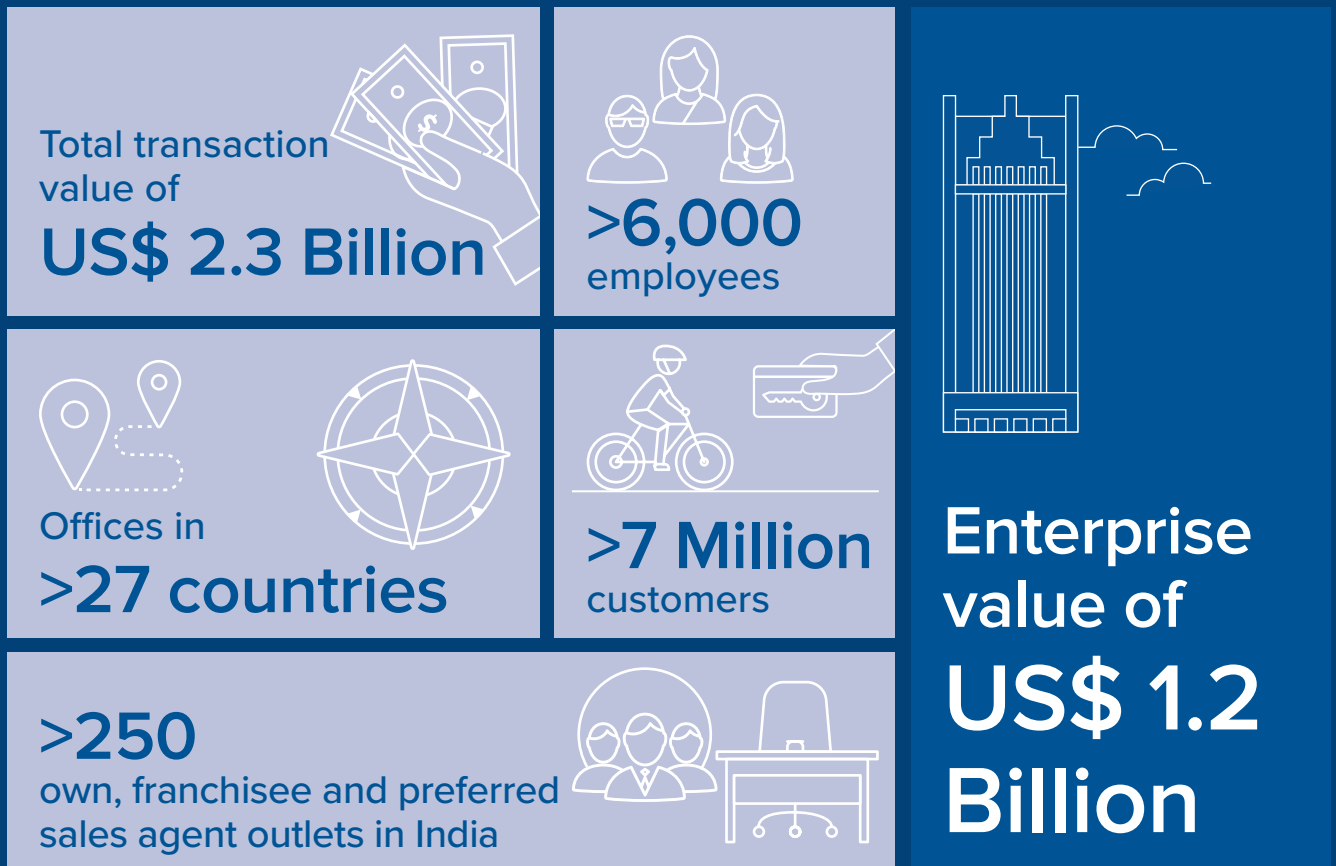 Total transaction
value of
US$ 2.3 Billion
>6,000
employees
Offices in
>27 countries
>7 Million
customers
>250
own, franchisee and preferred
sales agent outlets in India
Enterprise
value of
US$ 1.2
Billion